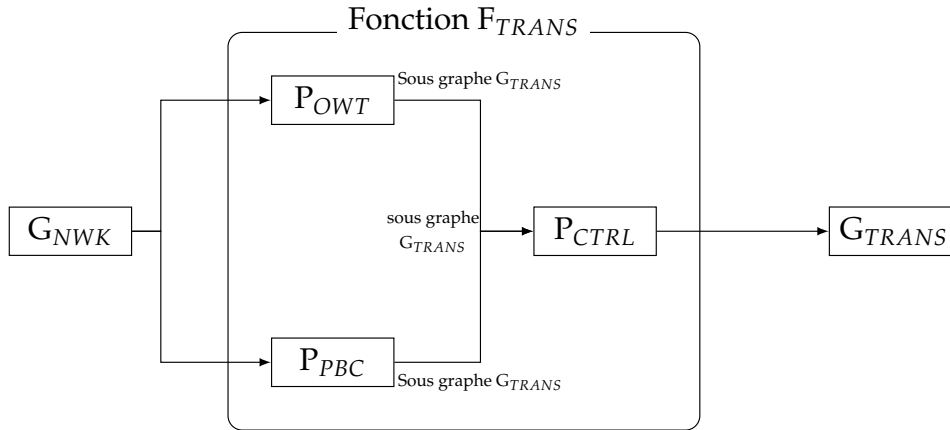 Fonction F_TRANS
Sous graphe G_TRANS
P_OWT
G_NWK
sous graphe
G_TRANS
P_CTRL
G_TRANS
P_PBC
Sous graphe G_TRANS